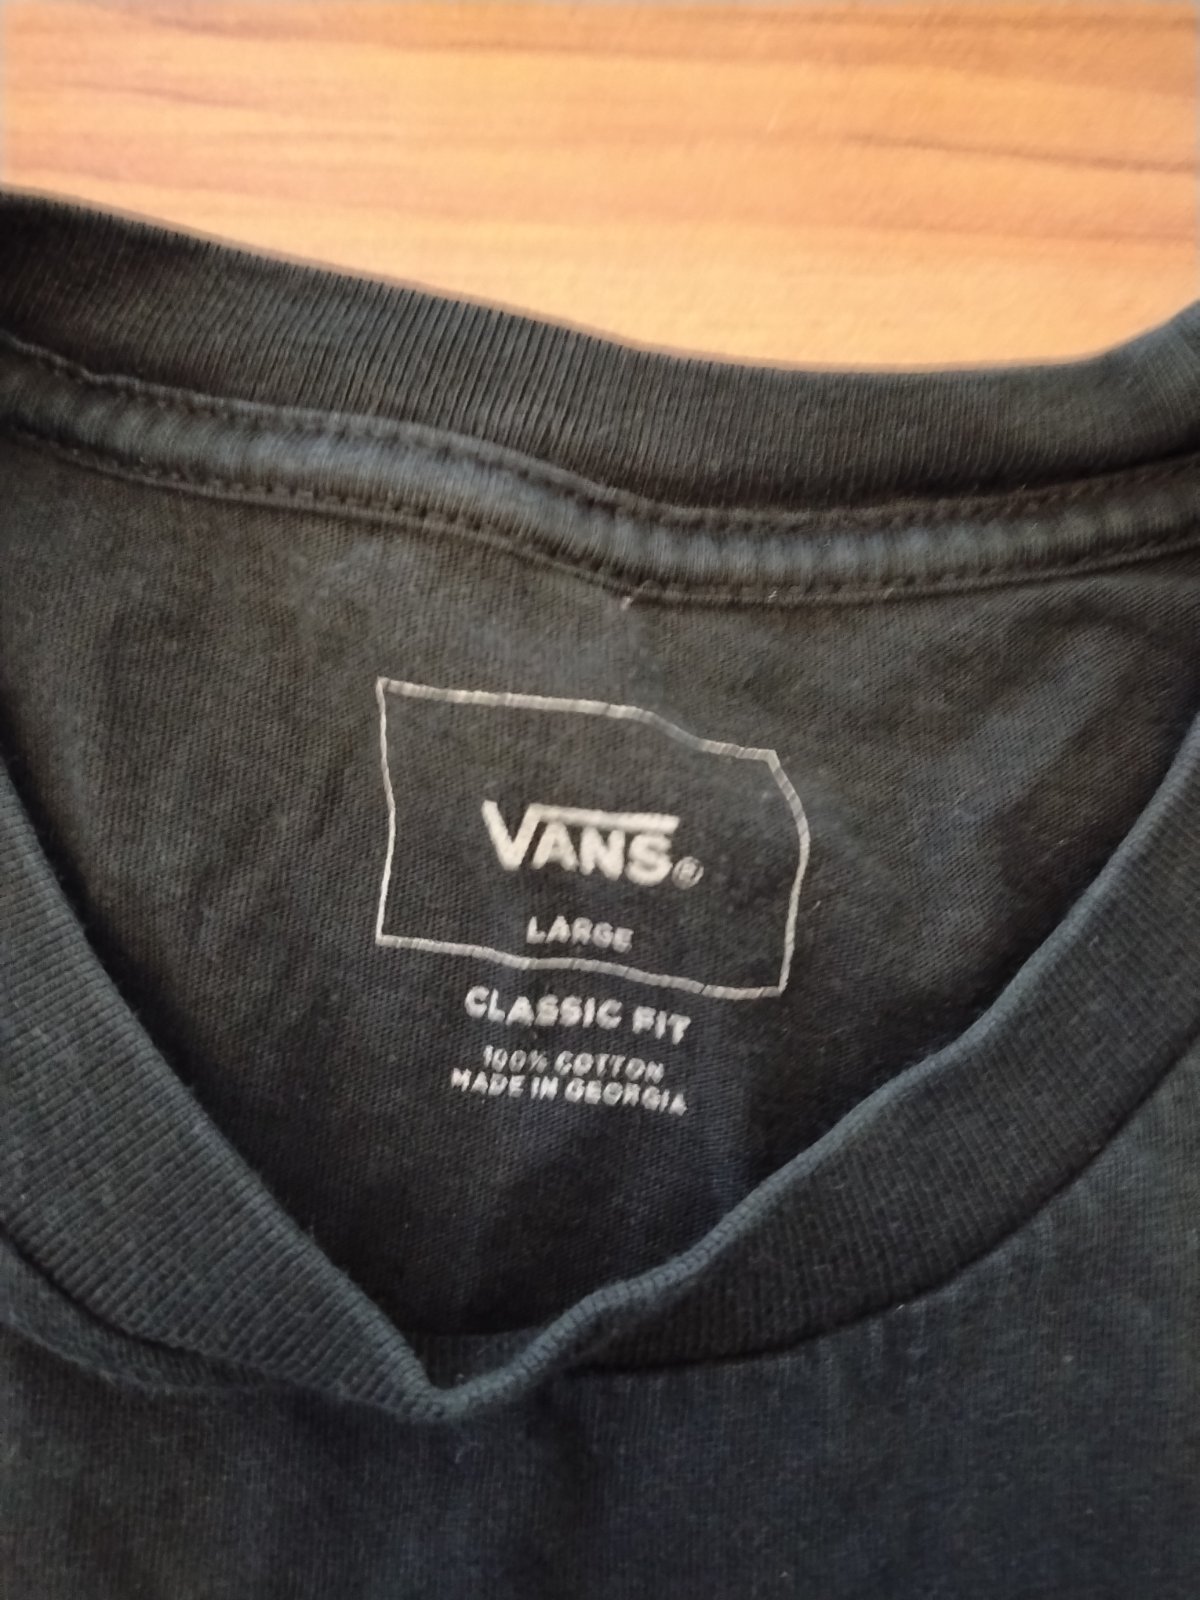 VANS®
LARGE
CLASSIC FIT
100% COTTON
MADE IN GEORGIA